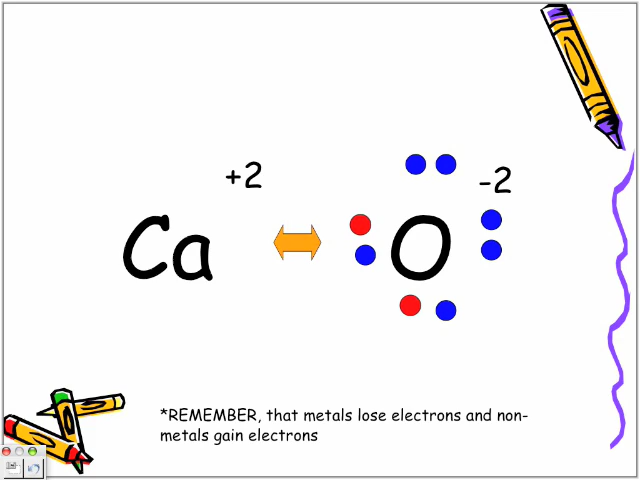 +2
-2
Ca O
*REMEMBER, that metals lose electrons and non-
metals gain electrons